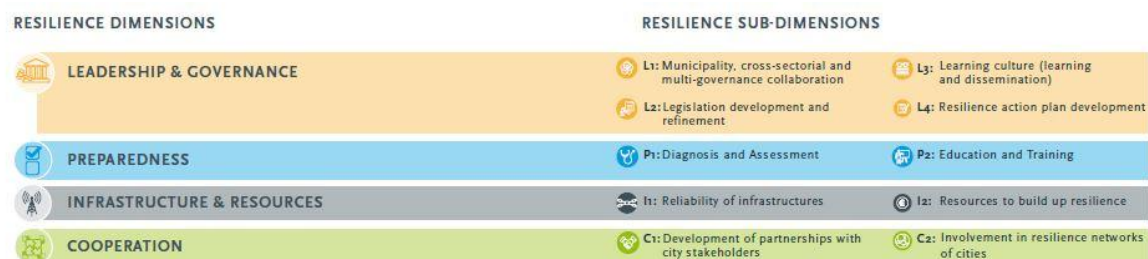 RESILIENCE DIMENSIONS
RESILIENCE SUB-DIMENSIONS
LEADERSHIP & GOVERNANCE
L1: Municipality, cross-sectorial and
multi-governance collaboration
L3: Learning culture (learning
and dissemination)
L2: Legislation development and
refinement
L4: Resilience action plan development
PREPAREDNESS
P1: Diagnosis and Assessment
P2: Education and Training
INFRASTRUCTURE & RESOURCES
I1: Reliability of infrastructures
I2: Resources to build up resilience
COOPERATION
C1: Development of partnerships with
city stakeholders
C2: Involvement in resilience networks
of cities